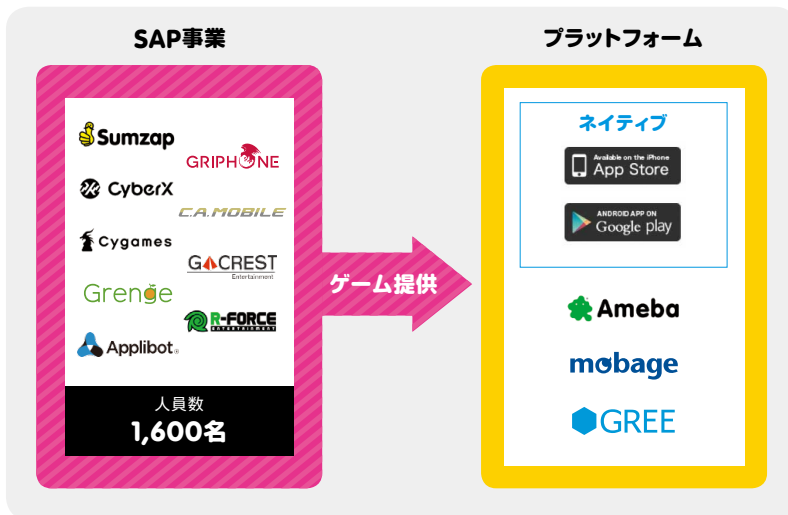 SAP事業
Sumzap
GRIPHONE
CyberX
C.A.MOBILE
Cygames
GACREST
Entertainment
Grenge
R-FORCE
ENTERTAINMENT
Applibot
人員数
1,600名
ゲーム提供
プラットフォーム
ネイティブ
Available on the iPhone
App Store
ANDROID APP ON
Google play
Ameba
mobage
GREE